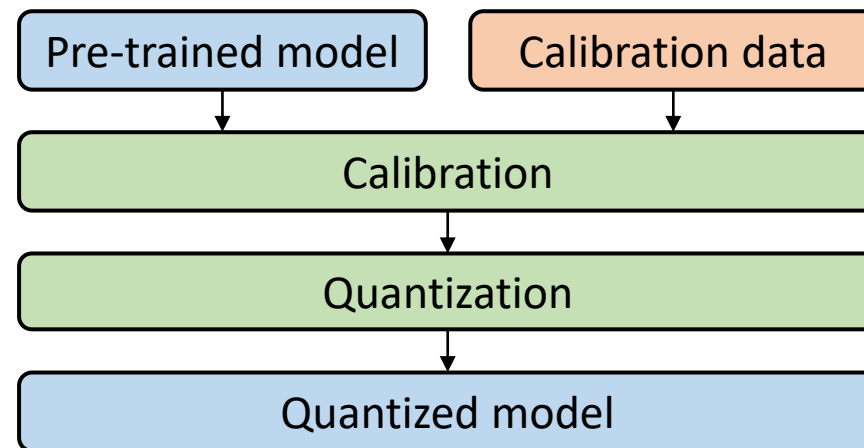 Pre-trained model
Calibration data
Calibration
Quantization
Quantized model